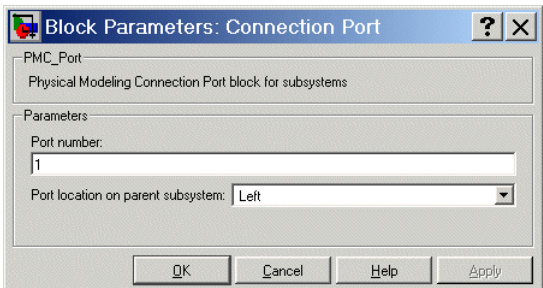 Block Parameters: Connection Port
? X
PMC_Port
Physical Modeling Connection Port block for subsystems
Parameters
Port number:
1
Port location on parent subsystem: Left
OK Cancel Help Apply